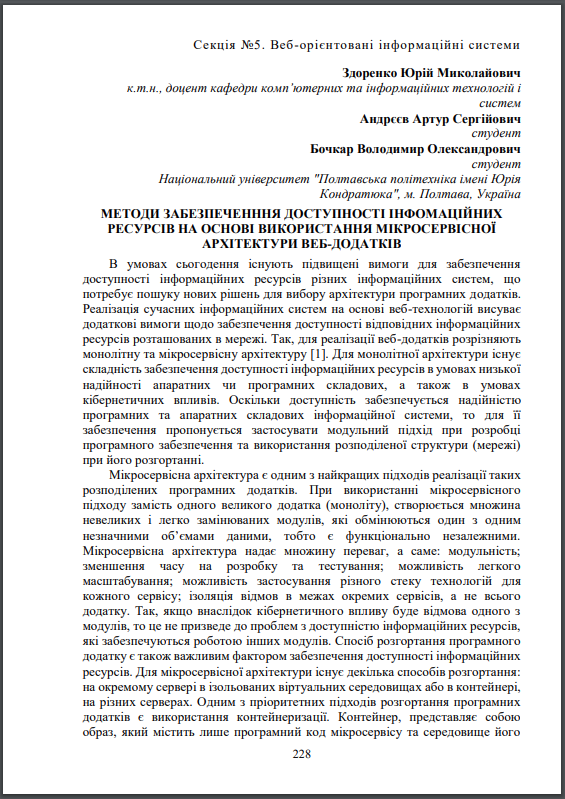 Секція №5. Веб-орієнтовані інформаційні системи
Здоренко Юрій Миколайович
к.т.н., доцент кафедри комп'ютерних та інформаційних технологій і
систем
Андрєєв Артур Сергійович
студент
Бочкар Володимир Олександрович
студент
Національний університет "Полтавська політехніка імені Юрія
Кондратюка", м. Полтава, Україна
МЕТОДИ ЗАБЕЗПЕЧЕНННЯ ДОСТУПНОСТІ ІНФОМАЦІЙНИХ
РЕСУРСІВ НА ОСНОВІ ВИКОРИСТАННЯ МІКРОСЕРВІСНОЇ
АРХІТЕКТУРИ ВЕБ-ДОДАТКІВ
В умовах сьогодення існують підвищені вимоги для забезпечення
доступності інформаційних ресурсів різних інформаційних систем, що
потребує пошуку нових рішень для вибору архітектури програмних додатків.
Реалізація сучасних інформаційних систем на основі веб-технологій висуває
додаткові вимоги щодо забезпечення доступності відповідних інформаційних
ресурсів розташованих в мережі. Так, для реалізації веб-додатків розрізняють
монолітну та мікросервісну архітектуру [1]. Для монолітної архітектури існує
складність забезпечення доступності інформаційних ресурсів в умовах низької
надійності апаратних чи програмних складових, а також в умовах
кібернетичних впливів. Оскільки доступність забезпечується надійністю
програмних та апаратних складових інформаційної системи, то для її
забезпечення пропонується застосувати модульний підхід при розробці
програмного забезпечення та використання розподіленої структури (мережі)
при його розгортанні.
Мікросервісна архітектура є одним з найкращих підходів реалізації таких
розподілених програмних додатків. При використанні мікросервісного
підходу замість одного великого додатка (моноліту), створюється множина
невеликих і легко замінюваних модулів, які обмінюються один з одним
незначними об'ємами даними, тобто є функціонально незалежними.
Мікросервісна архітектура надає множину переваг, а саме: модульність;
зменшення часу на розробку та тестування; можливість легкого
масштабування; можливість застосування різного стеку технологій для
кожного сервісу; ізоляція відмов в межах окремих сервісів, а не всього
додатку. Так, якщо внаслідок кібернетичного впливу буде відмова одного з
модулів, то це не призведе до проблем з доступністю інформаційних ресурсів,
які забезпечуються роботою інших модулів. Спосіб розгортання програмного
додатку є також важливим фактором забезпечення доступності інформаційних
ресурсів. Для мікросервісної архітектури існує декілька способів розгортання:
на окремому сервері в ізольованих віртуальних середовищах або в контейнері,
на різних серверах. Одним з пріоритетних підходів розгортання програмних
додатків є використання контейнеризації. Контейнер, представляє собою
образ, який містить лише програмний код мікросервісу та середовище його
228